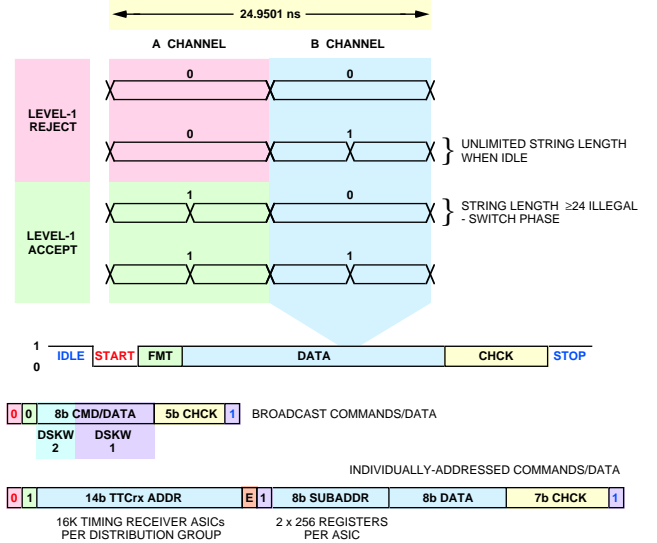 24.9501 ns
A CHANNEL B CHANNEL
0 0
LEVEL-1
REJECT
0 1
} UNLIMITED STRING LENGTH
WHEN IDLE
1 0
} STRING LENGTH ≥24 ILLEGAL
- SWITCH PHASE
LEVEL-1
ACCEPT
1 1
1
0
IDLE START FMT DATA CHCK STOP
0 0 8b CMD/DATA 5b CHCK 1 BROADCAST COMMANDS/DATA
DSKW DSKW
2 1
INDIVIDUALLY-ADDRESSED COMMANDS/DATA
0 1 14b TTCrx ADDR E 1 8b SUBADDR 8b DATA 7b CHCK 1
16K TIMING RECEIVER ASICs 2 x 256 REGISTERS
PER DISTRIBUTION GROUP PER ASIC